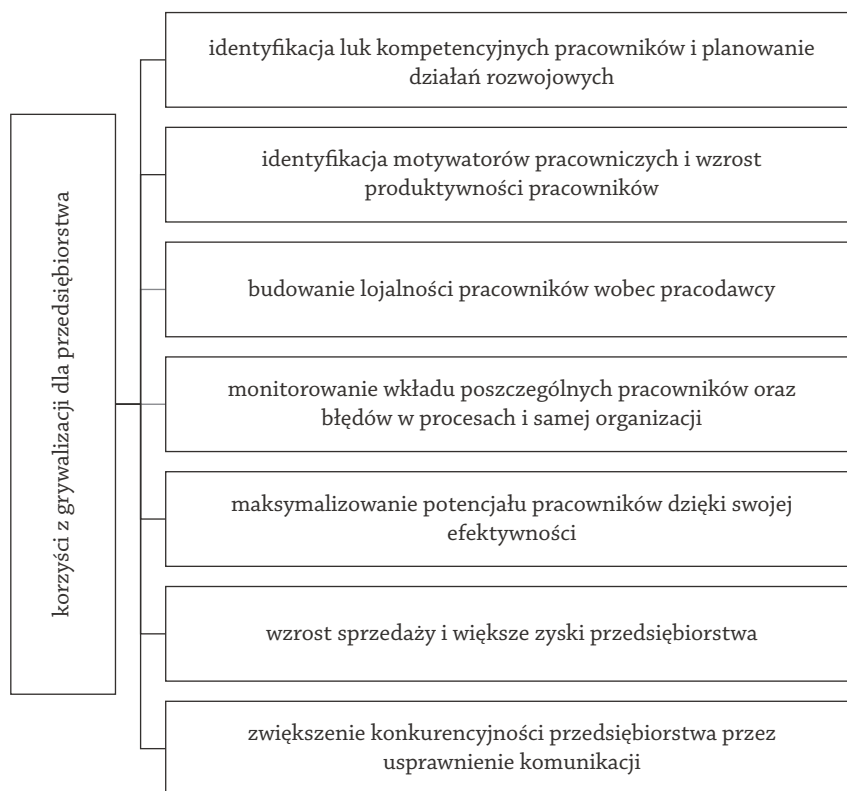 korzyści z grywalizacji dla przedsiębiorstwa
identyfikacja luk kompetencyjnych pracowników i planowanie
działań rozwojowych
identyfikacja motywatorów pracowniczych i wzrost
produktywności pracowników
budowanie lojalności pracowników wobec pracodawcy
monitorowanie wkładu poszczególnych pracowników oraz
błędów w procesach i samej organizacji
maksymalizowanie potencjału pracowników dzięki swojej
efektywności
wzrost sprzedaży i większe zyski przedsiębiorstwa
zwiększenie konkurencyjności przedsiębiorstwa przez
usprawnienie komunikacji